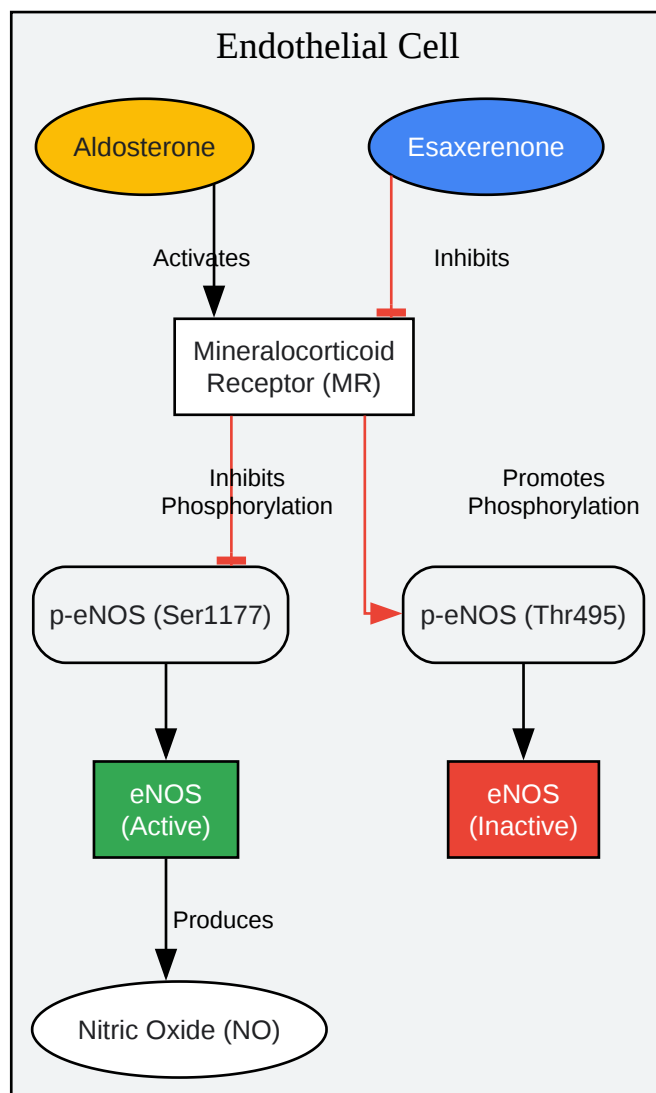 Endothelial Cell
Aldosterone
Esaxerenone
Activates
Inhibits
Mineralocorticoid
Receptor (MR)
Inhibits
Phosphorylation
Promotes
Phosphorylation
p-eNOS (Ser1177)
p-eNOS (Thr495)
eNOS
(Active)
eNOS
(Inactive)
Produces
Nitric Oxide (NO)